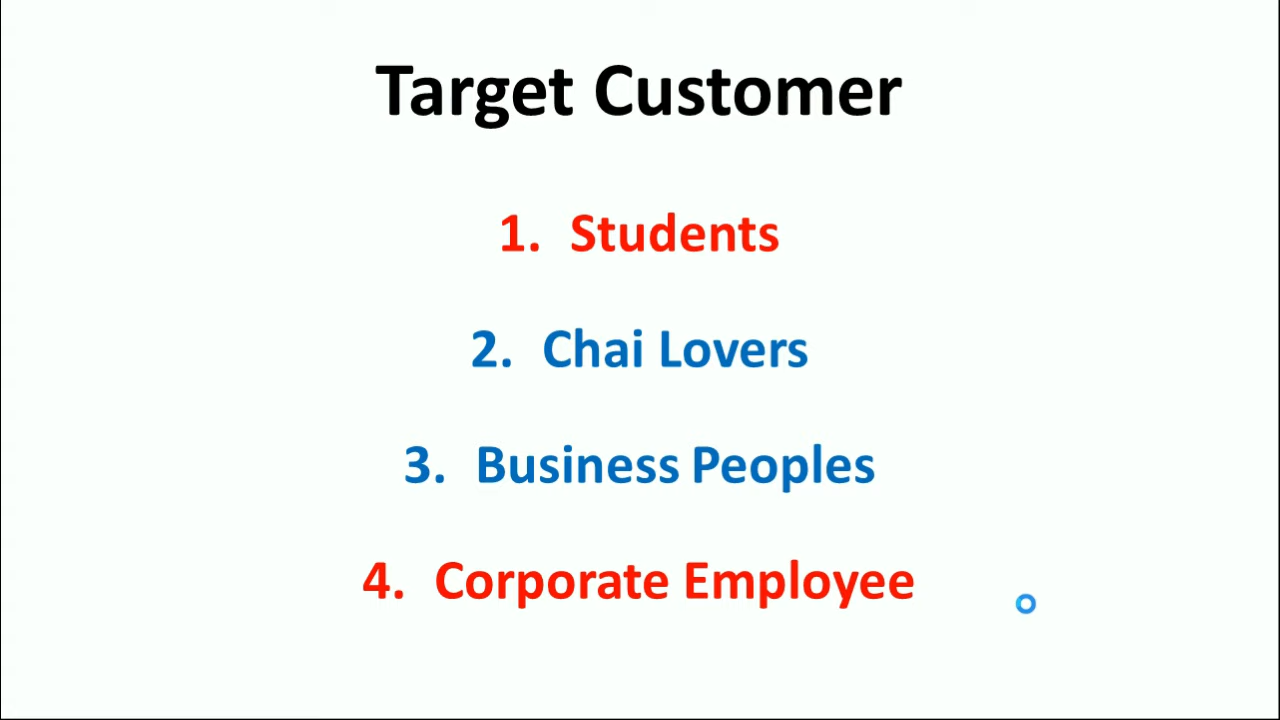 Target Customer
1. Students
2. Chai Lovers
3. Business Peoples
4. Corporate Employee